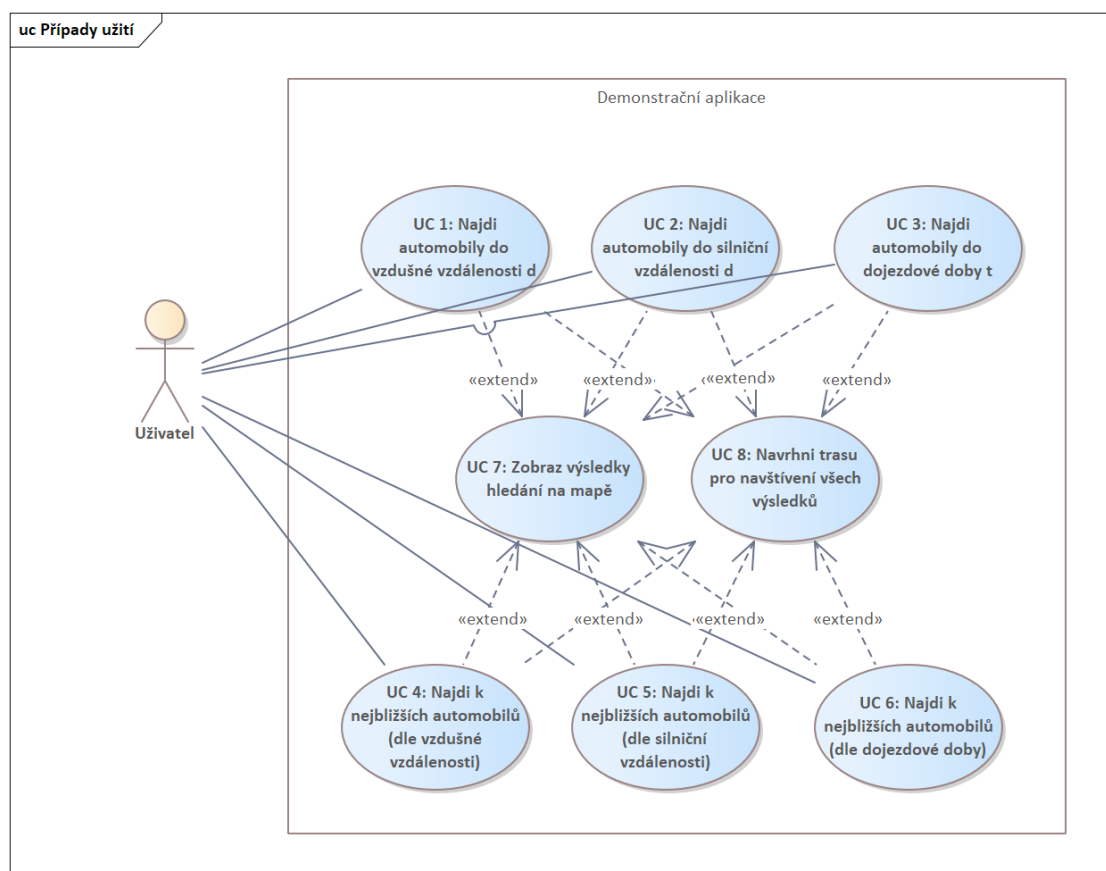 uc Případy užití
Demonstrační aplikace
UC 1: Najdi
automobily do
vzdušné vzdálenosti d
UC 2: Najdi
automobily do silniční
vzdálenosti d
UC 3: Najdi
automobily do
dojezdové doby t
Uživatel
«extend»
«extend»
«extend»
«extend»
UC 7: Zobraz výsledky
hledání na mapě
UC 8: Navrhni trasu
pro navštívení všech
výsledků
«extend»
«extend»
«extend»
«extend»
UC 4: Najdi k
nejbližších automobilů
(dle vzdušné
vzdálenosti)
UC 5: Najdi k
nejbližších automobilů
(dle silniční
vzdálenosti)
UC 6: Najdi k
nejbližších automobilů
(dle dojezdové doby)